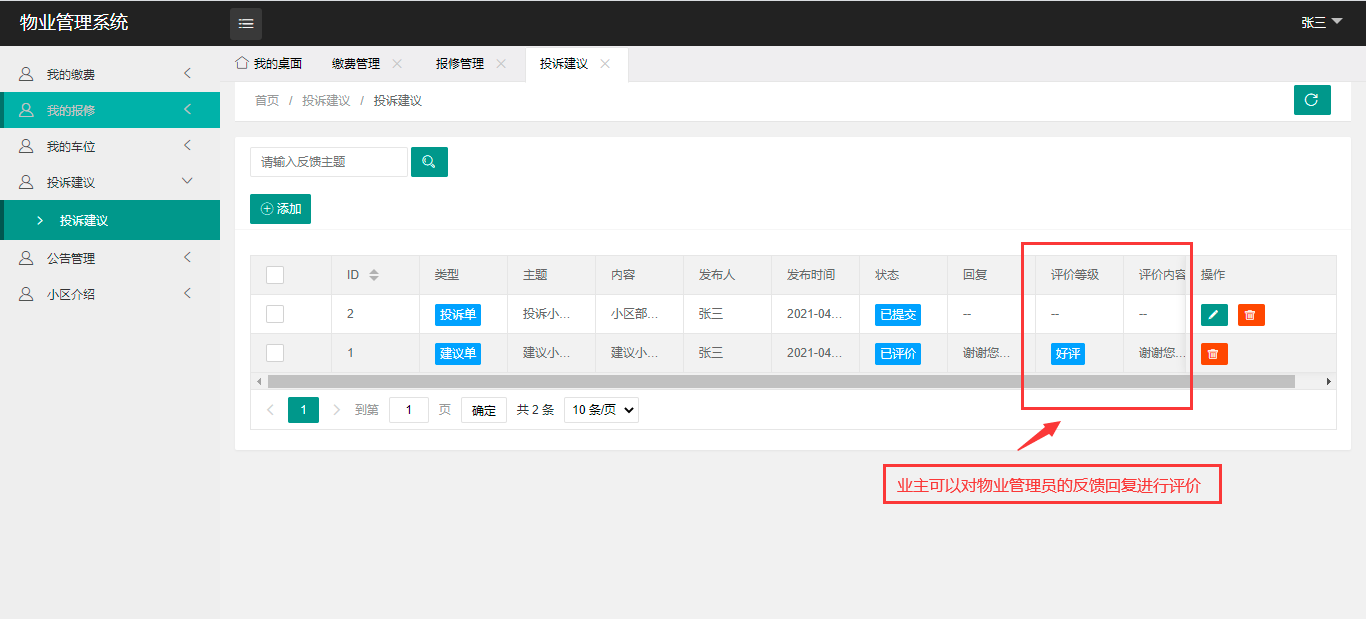 物业管理系统
张三
我的缴费
我的报修
我的车位
投诉建议
投诉建议
公告管理
小区介绍
我的桌面 缴费管理 报修管理 投诉建议
首页 / 投诉建议 / 投诉建议
请输入反馈主题
添加
ID 类型 主题 内容 发布人 发布时间 状态 回复 评价等级 评价内容 操作
2 投诉单 投诉小... 小区部... 张三 2021-04... 已提交 -- -- --
1 建议单 建议小... 建议小... 张三 2021-04... 已评价 谢谢您... 好评 谢谢您...
1 到第 1 页 确定 共 2 条 10 条/页
业主可以对物业管理员的反馈回复进行评价